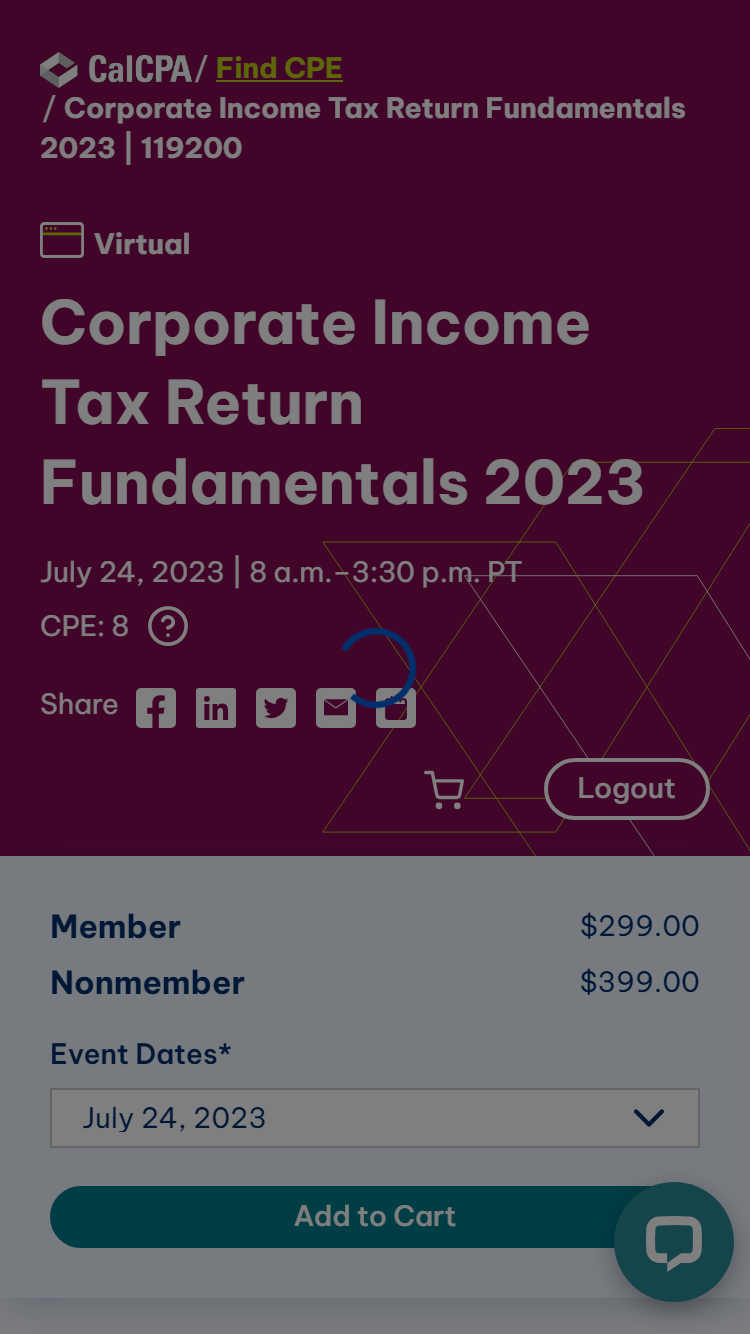 CalCPA / Find CPE
/ Corporate Income Tax Return Fundamentals
2023 | 119200
Virtual
Corporate Income
Tax Return
Fundamentals 2023
July 24, 2023 | 8 a.m.–3:30 p.m. PT
CPE: 8 ?
Share
Logout
Member $299.00
Nonmember $399.00
Event Dates*
July 24, 2023
Add to Cart